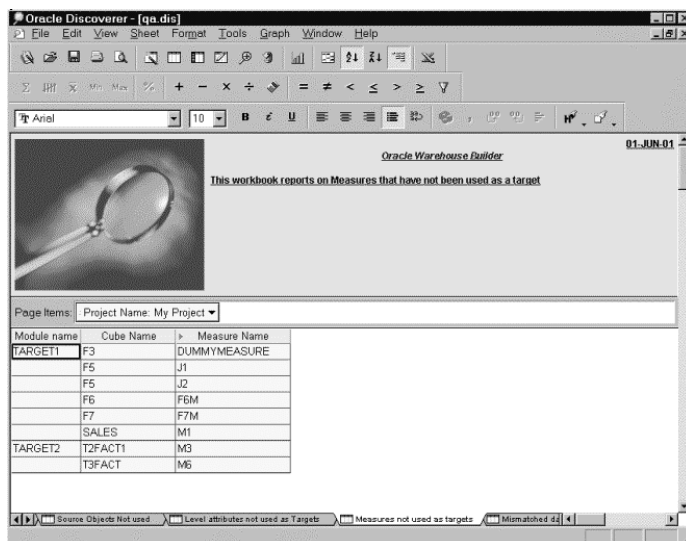 Oracle Discoverer - [qa.dis]
File Edit View Sheet Format Tools Graph Window Help
Σ Min Max % + − × ÷ = ≠ < ≤ > ≥
Arial 10 B i U
01-JUN-01
Oracle Warehouse Builder
This workbook reports on Measures that have not been used as a target
Page Items: Project Name: My Project
Module name Cube Name Measure Name
TARGET1 F3 DUMMYMEASURE
F5 J1
F5 J2
F6 F6M
F7 F7M
SALES M1
TARGET2 T2FACT1 M3
T3FACT M6
Source Objects Not used Level attributes not used as Targets Measures not used as targets Mismatched da